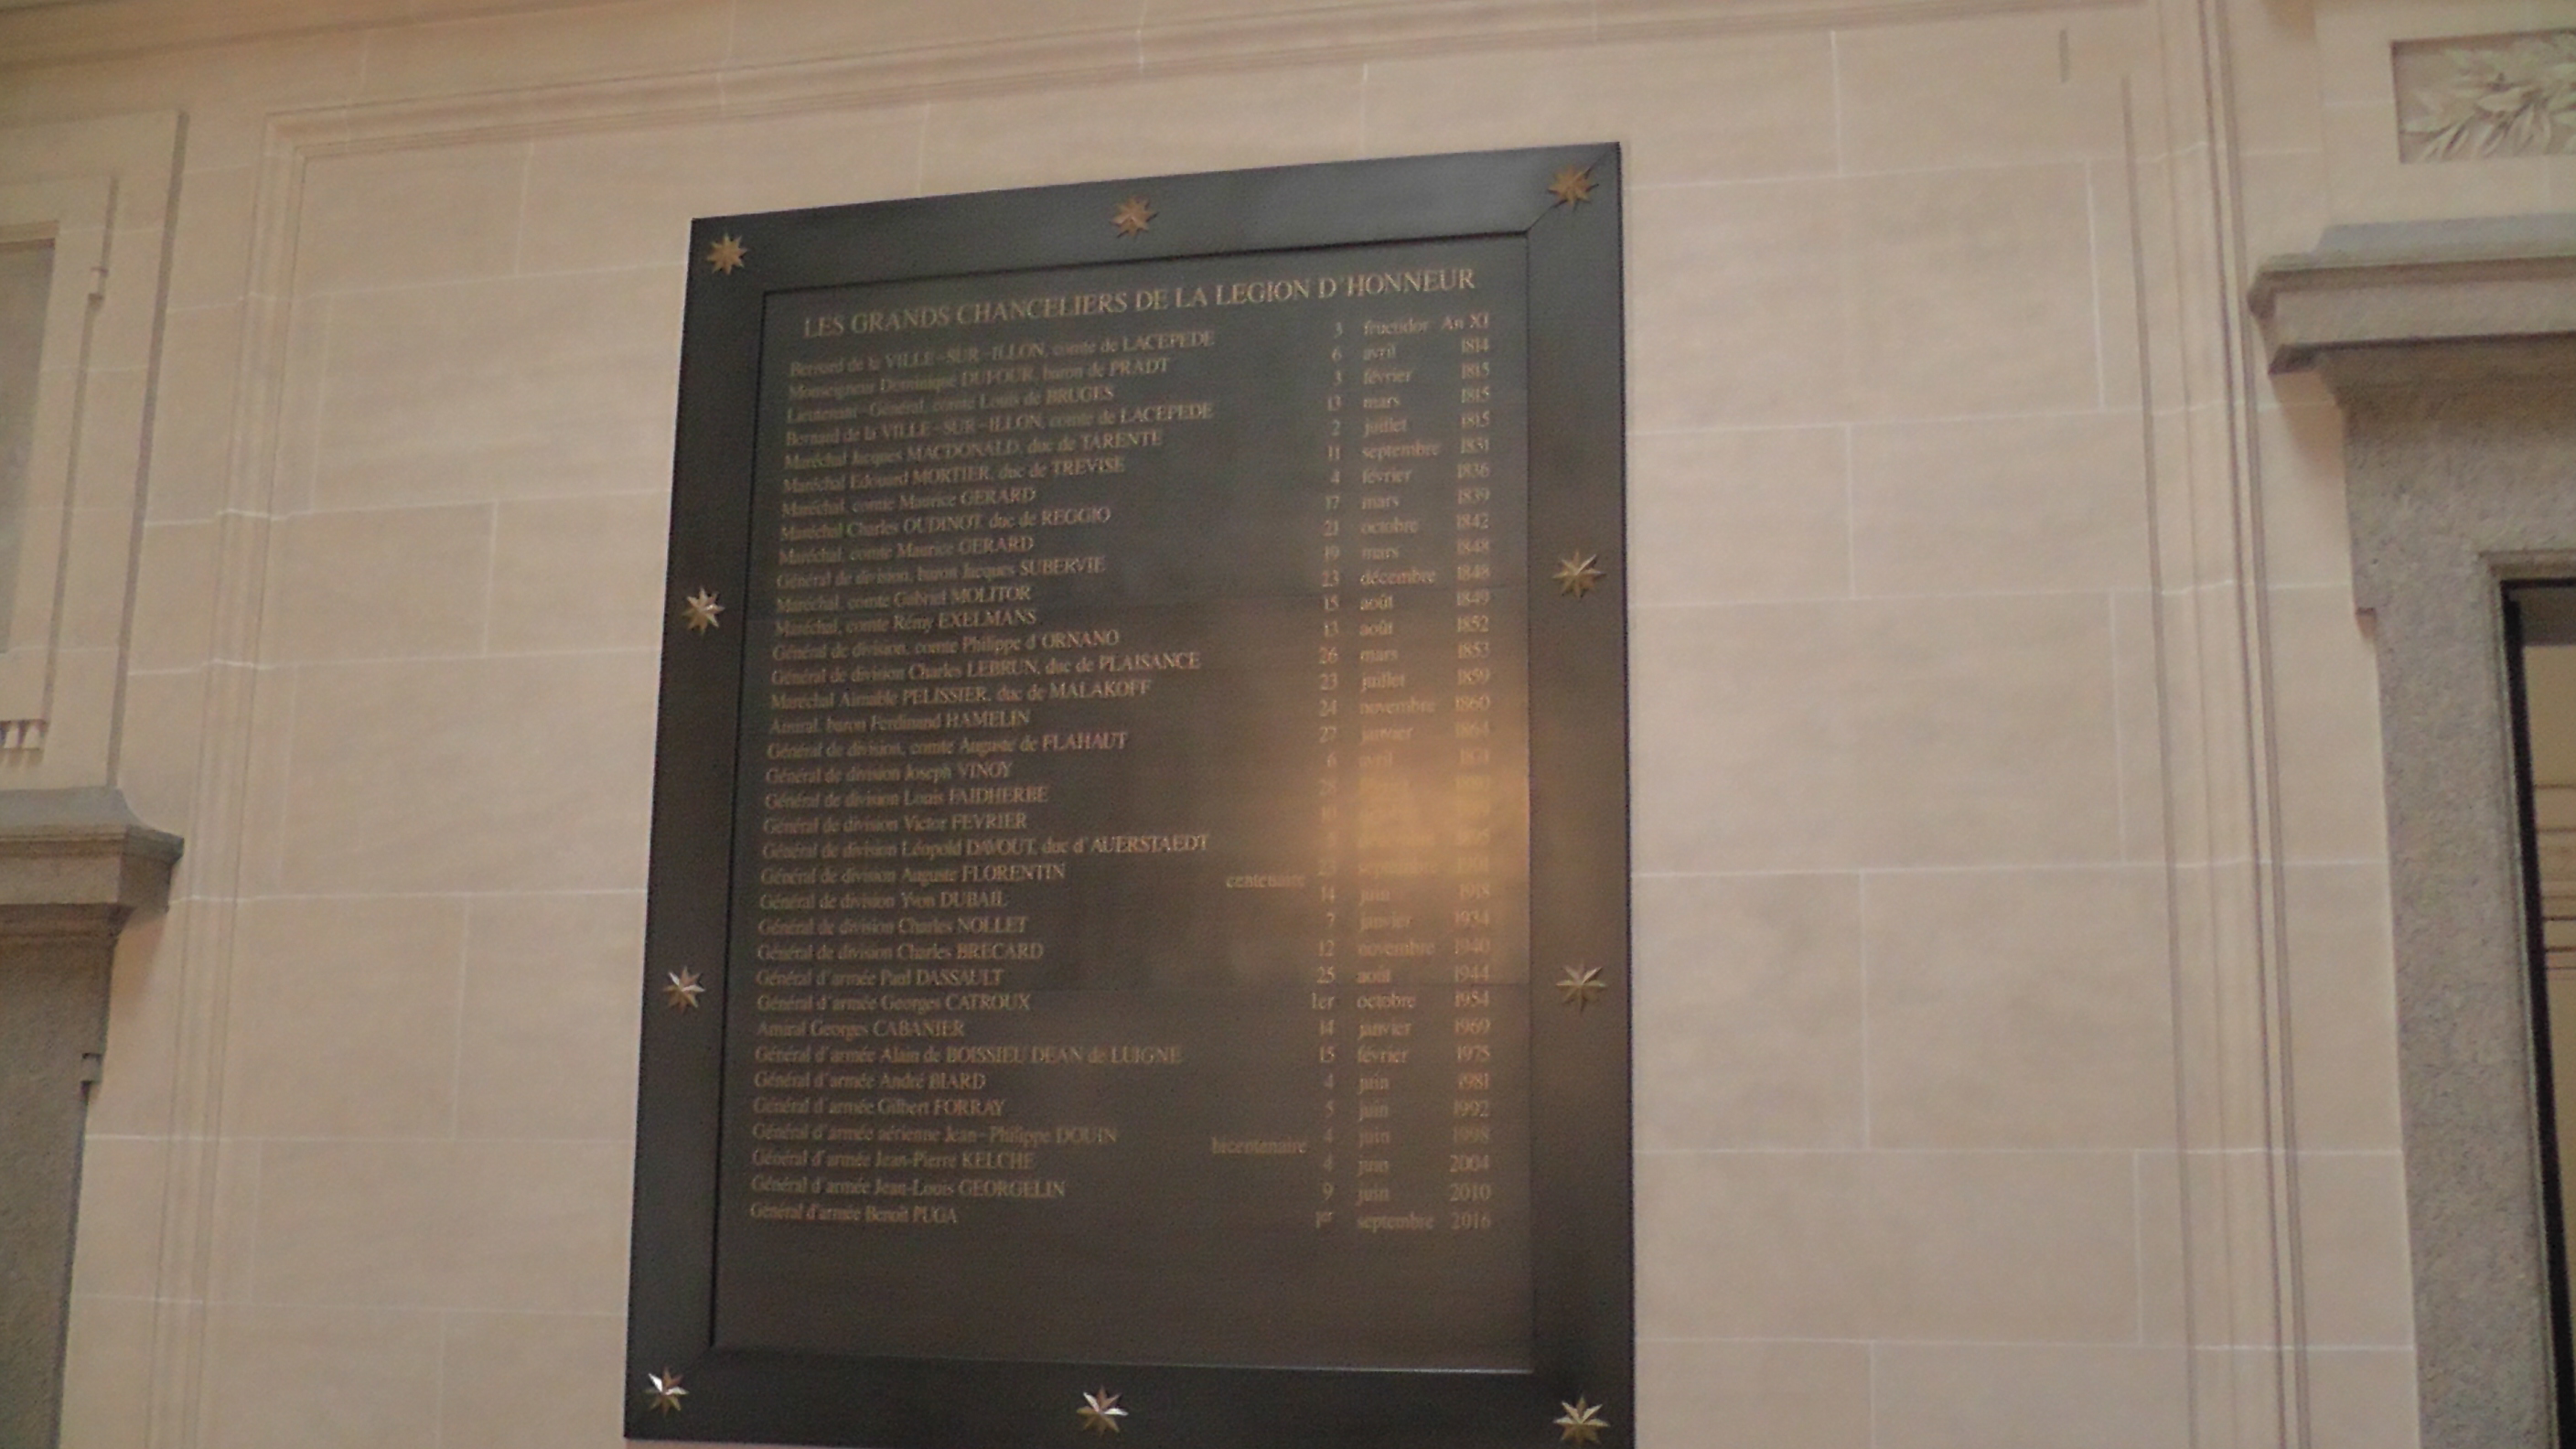 LES GRANDS CHANCELIERS DE LA LEGION D'HONNEUR
Bernard de la VILLE-SUR-ILLON, comte de LACEPEDE 3 fructidor An XI
Monseigneur Dominique DUFOUR, baron de PRADT 6 avril 1814
Lieutenant-Général, comte Louis de BRUGES 3 février 1815
Bernard de la VILLE-SUR-ILLON, comte de LACEPEDE 13 mars 1815
Maréchal Jacques MACDONALD, duc de TARENTE 2 juillet 1815
Maréchal Edouard MORTIER, duc de TREVISE 11 septembre 1831
Maréchal, comte Maurice GERARD 4 février 1836
Maréchal Charles OUDINOT, duc de REGGIO 17 mars 1839
Maréchal, comte Maurice GERARD 21 octobre 1842
Général de division, baron Jacques SUBERVIE 19 mars 1848
Maréchal, comte Gabriel MOLITOR 23 décembre 1848
Maréchal, comte Rémy EXELMANS 15 août 1849
Général de division, comte Philippe d'ORNANO 13 août 1852
Général de division Charles LEBRUN, duc de PLAISANCE 26 mars 1853
Maréchal Aimable PELISSIER, duc de MALAKOFF 23 juillet 1859
Amiral, baron Ferdinand HAMELIN 24 novembre 1860
Général de division, comte Auguste de FLAHAUT 27 janvier 1864
Général de division Joseph VINOY 6 avril 1871
Général de division Louis FAIDHERBE 28
Général de division Victor FEVRIER 10
Général de division Léopold DAVOUT, duc d'AUERSTAEDT
Général de division Auguste FLORENTIN centenaire 23 septembre
Général de division Yvon DUBAIL 14 juin 1918
Général de division Charles NOLLET 7 janvier 1934
Général de division Charles BRECARD 12 novembre 1940
Général d'armée Paul DASSAULT 25 août 1944
Général d'armée Georges CATROUX 1er octobre 1954
Amiral Georges CABANIER 14 janvier 1969
Général d'armée Alain de BOISSIEU DEAN de LUIGNE 15 février 1975
Général d'armée André BIARD 4 juin 1981
Général d'armée Gilbert FORRAY 5 juin 1992
Général d'armée aérienne Jean-Philippe DOUIN bicentenaire 4 juin 1998
Général d'armée Jean-Pierre KELCHE 4 juin 2004
Général d'armée Jean-Louis GEORGELIN 9 juin 2010
Général d'armée Benoît PUGA 1er septembre 2016